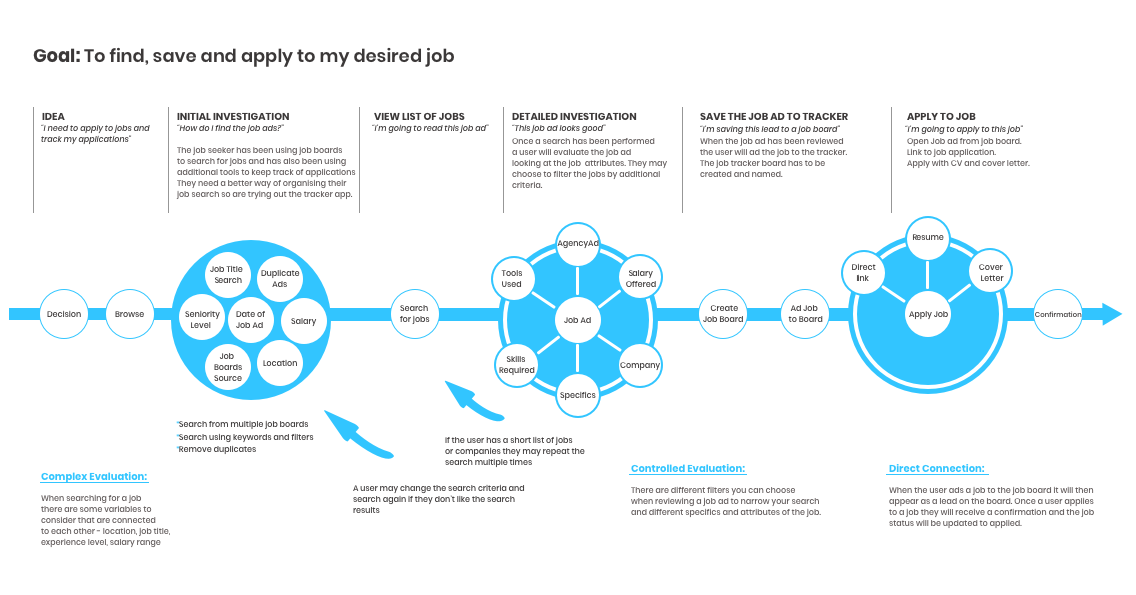 Goal: To find, save and apply to my desired job
IDEA
"I need to apply to jobs and
track my applications"
INITIAL INVESTIGATION
"How do I find the job ads?"
The job seeker has been using job boards
to search for jobs and has also been using
additional tools to keep track of applications
They need a better way of organising their
job search so are trying out the tracker app.
VIEW LIST OF JOBS
"I'm going to read this job ad"
DETAILED INVESTIGATION
"This job ad looks good"
Once a search has been performed
a user will evaluate the job ad
looking at the job attributes. They may
choose to filter the jobs by additional
criteria.
SAVE THE JOB AD TO TRACKER
"I'm saving this lead to a job board"
When the job ad has been reviewed
the user will ad the job to the tracker.
The job tracker board has to be
created and named.
APPLY TO JOB
"I'm going to apply to this job"
Open Job ad from job board.
Link to job application.
Apply with CV and cover letter.
Decision
Browse
Job Title
Search
Duplicate
Ads
Seniority
Level
Date of
Job Ad
Salary
Job
Boards
Source
Location
Search
for jobs
AgencyAd
Tools
Used
Salary
Offered
Job Ad
Skills
Required
Company
Specifics
Create
Job Board
Ad Job
to Board
Resume
Direct
link
Cover
Letter
Apply Job
Confirmation
"Search from multiple job boards
"Search using keywords and filters
"Remove duplicates
If the user has a short list of jobs
or companies they may repeat the
search multiple times
A user may change the search criteria and
search again if they don't like the search
results
Complex Evaluation:
When searching for a job
there are some variables to
consider that are connected
to each other - location, job title,
experience level, salary range
Controlled Evaluation:
There are different filters you can choose
when reviewing a job ad to narrow your search
and different specifics and attributes of the job.
Direct Connection:
When the user ads a job to the job board it will then
appear as a lead on the board. Once a user applies
to a job they will receive a confirmation and the job
status will be updated to applied.